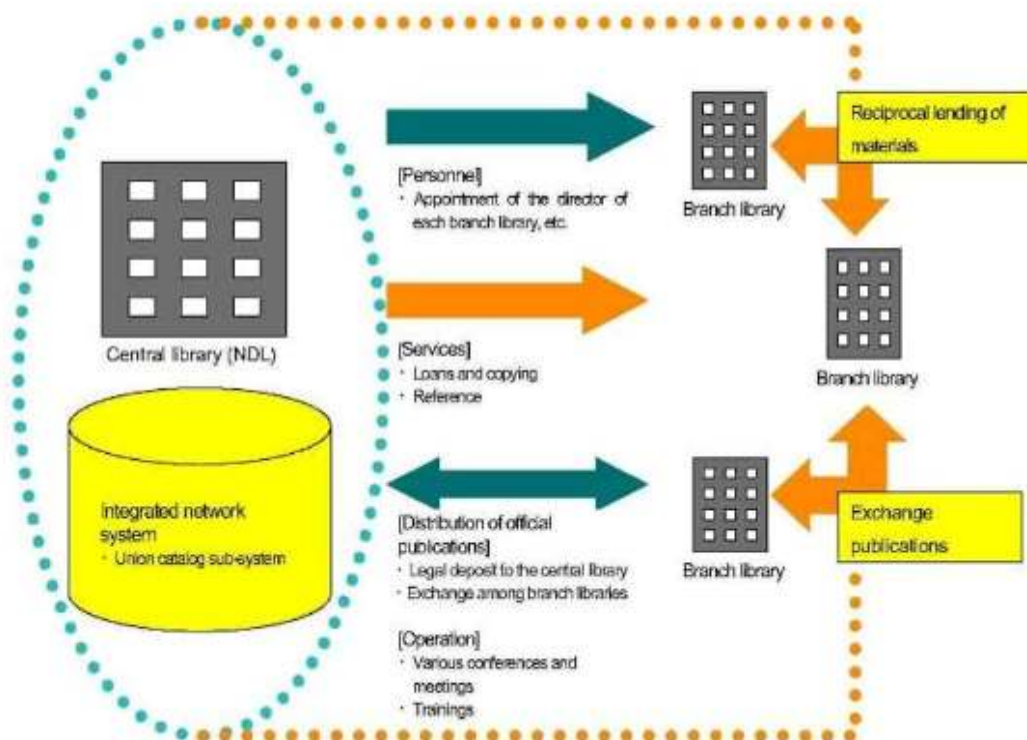 Central library (NDL)
Integrated network
system
・ Union catalog sub-system
[Personnel]
・ Appointment of the director of
each branch library, etc.
[Services]
・ Loans and copying
・ Reference
[Distribution of official
publications]
・ Legal deposit to the central library
・ Exchange among branch libraries
[Operation]
・ Various conferences and
meetings
・ Trainings
Branch library
Reciprocal lending of
materials
Branch library
Branch library
Exchange
publications